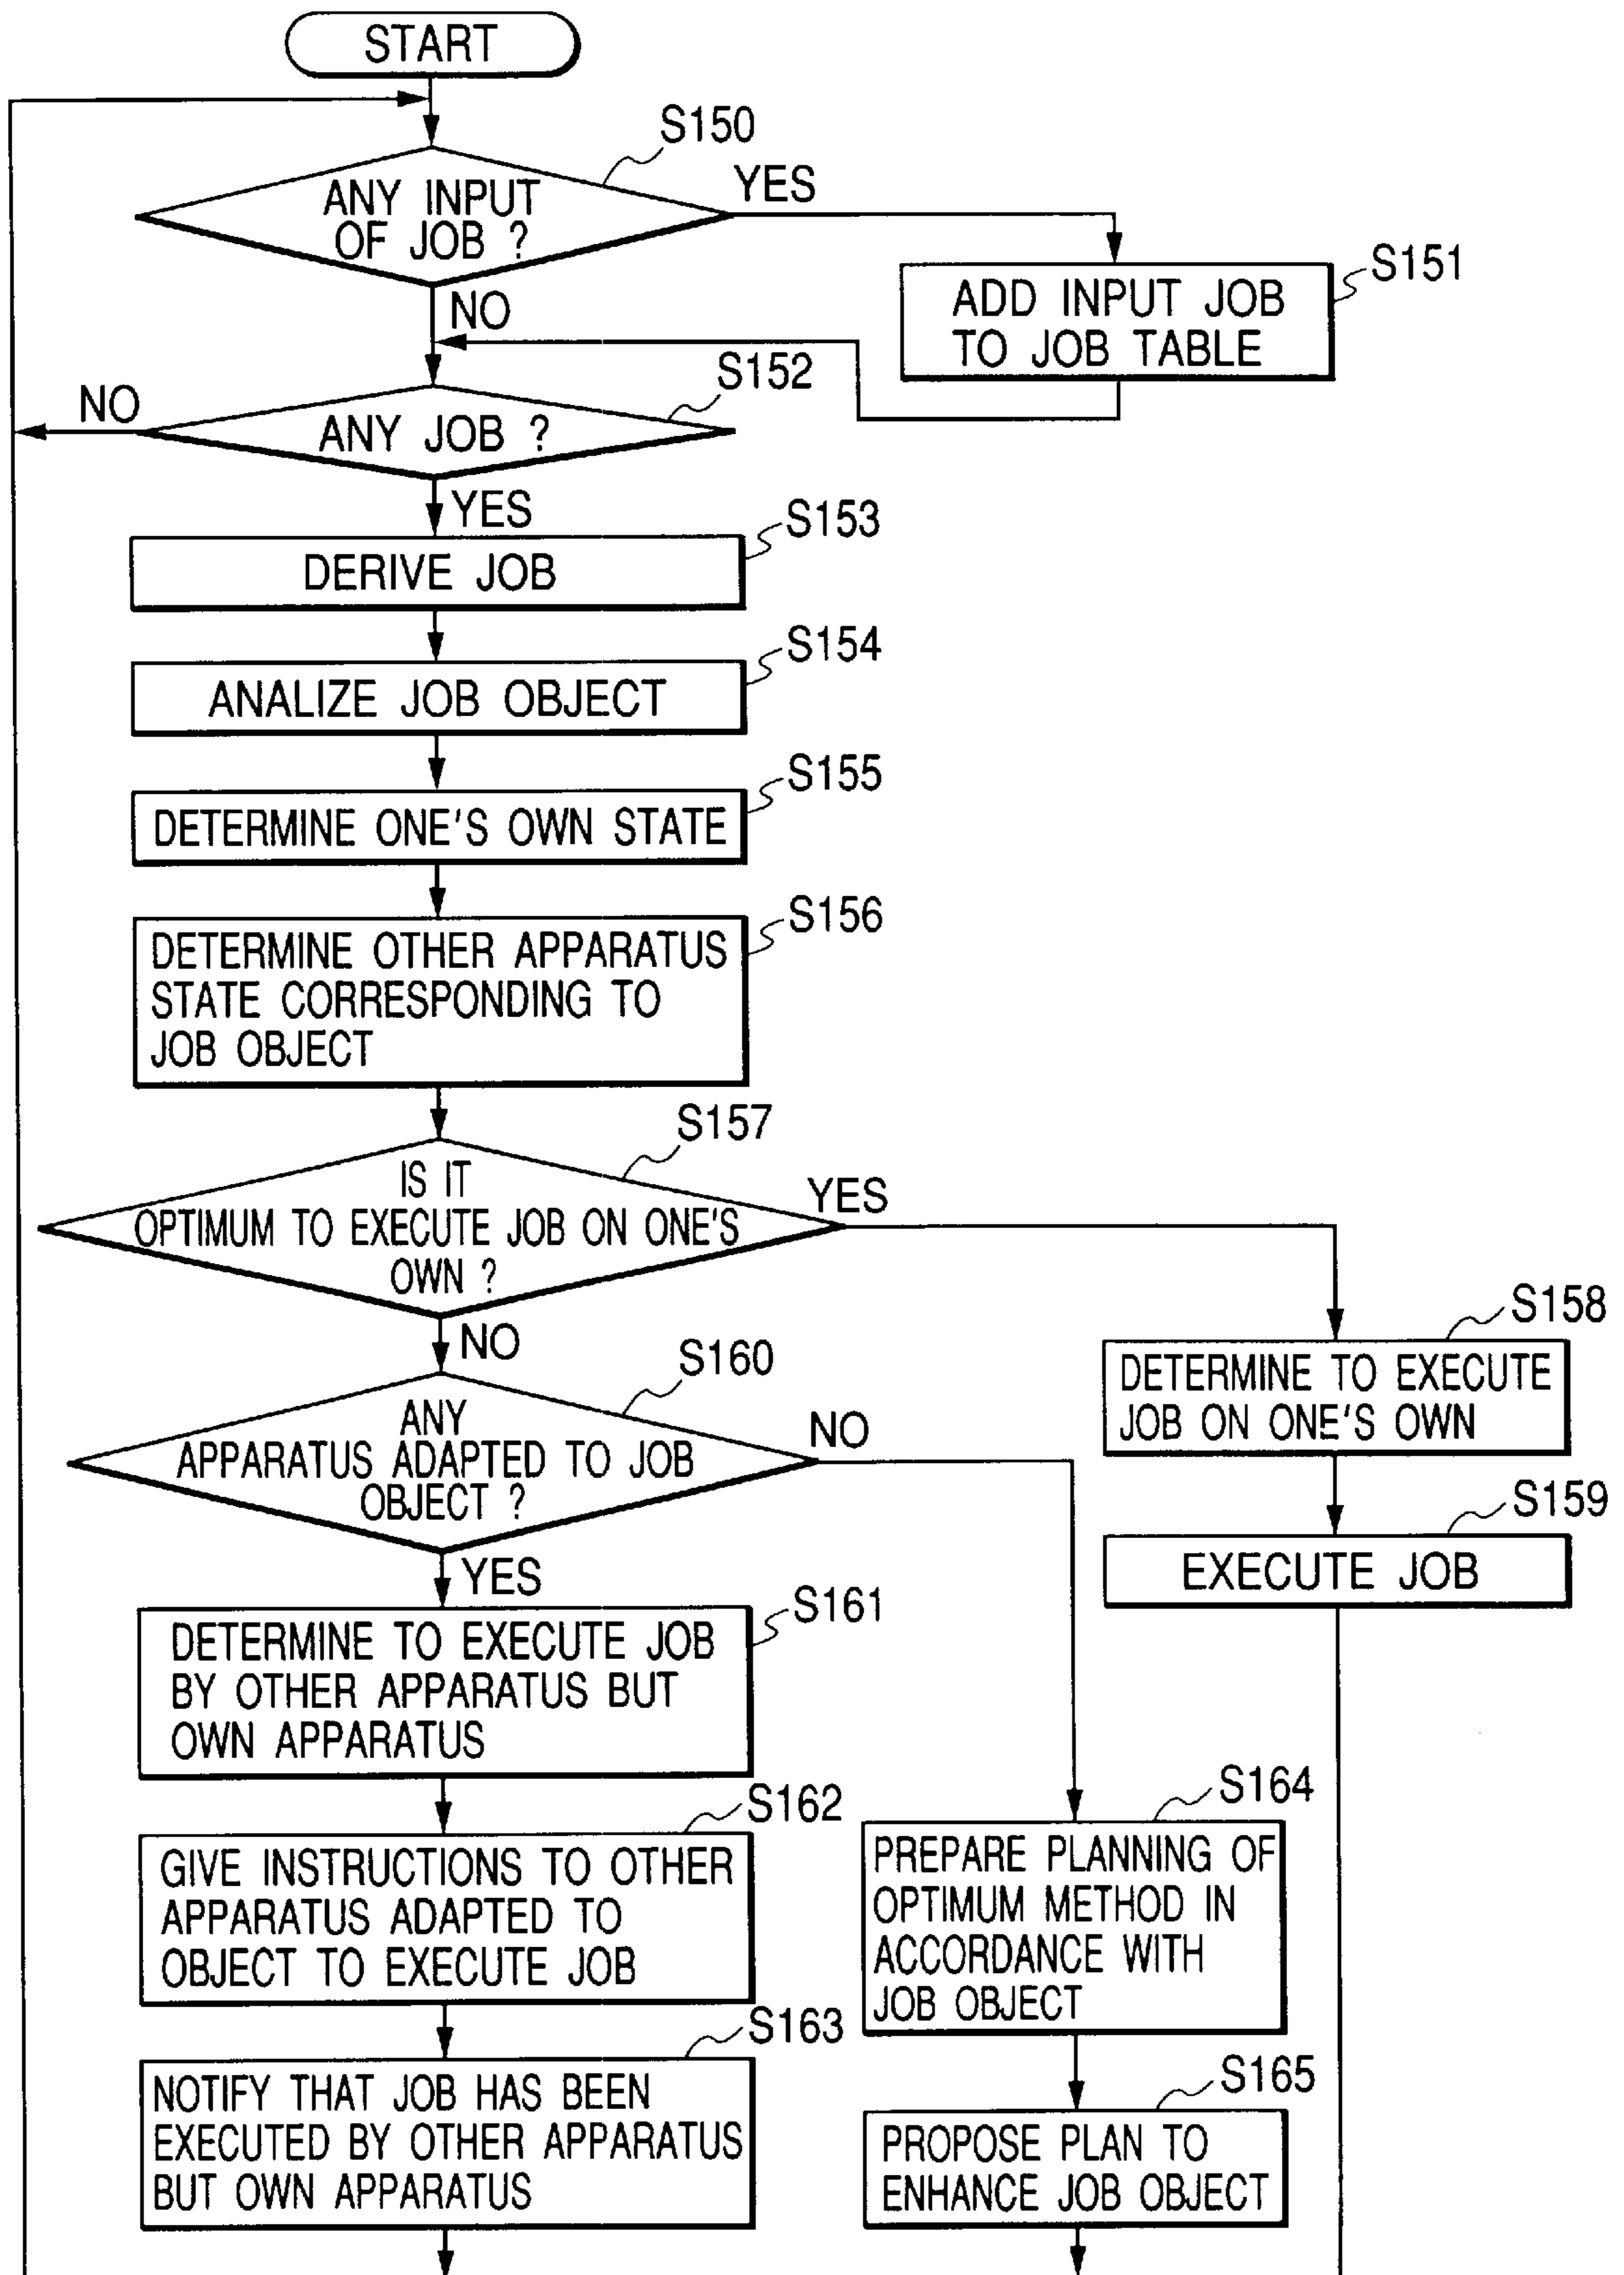 START
S150
ANY INPUT
OF JOB ?
YES
S151
ADD INPUT JOB
TO JOB TABLE
NO
S152
NO
ANY JOB ?
YES
S153
DERIVE JOB
S154
ANALIZE JOB OBJECT
S155
DETERMINE ONE'S OWN STATE
S156
DETERMINE OTHER APPARATUS
STATE CORRESPONDING TO
JOB OBJECT
S157
IS IT
OPTIMUM TO EXECUTE JOB ON ONE'S
OWN ?
YES
NO
S158
DETERMINE TO EXECUTE
JOB ON ONE'S OWN
S159
EXECUTE JOB
S160
ANY
APPARATUS ADAPTED TO JOB
OBJECT ?
NO
YES
S161
DETERMINE TO EXECUTE JOB
BY OTHER APPARATUS BUT
OWN APPARATUS
S162
GIVE INSTRUCTIONS TO OTHER
APPARATUS ADAPTED TO
OBJECT TO EXECUTE JOB
S163
NOTIFY THAT JOB HAS BEEN
EXECUTED BY OTHER APPARATUS
BUT OWN APPARATUS
S164
PREPARE PLANNING OF
OPTIMUM METHOD IN
ACCORDANCE WITH
JOB OBJECT
S165
PROPOSE PLAN TO
ENHANCE JOB OBJECT